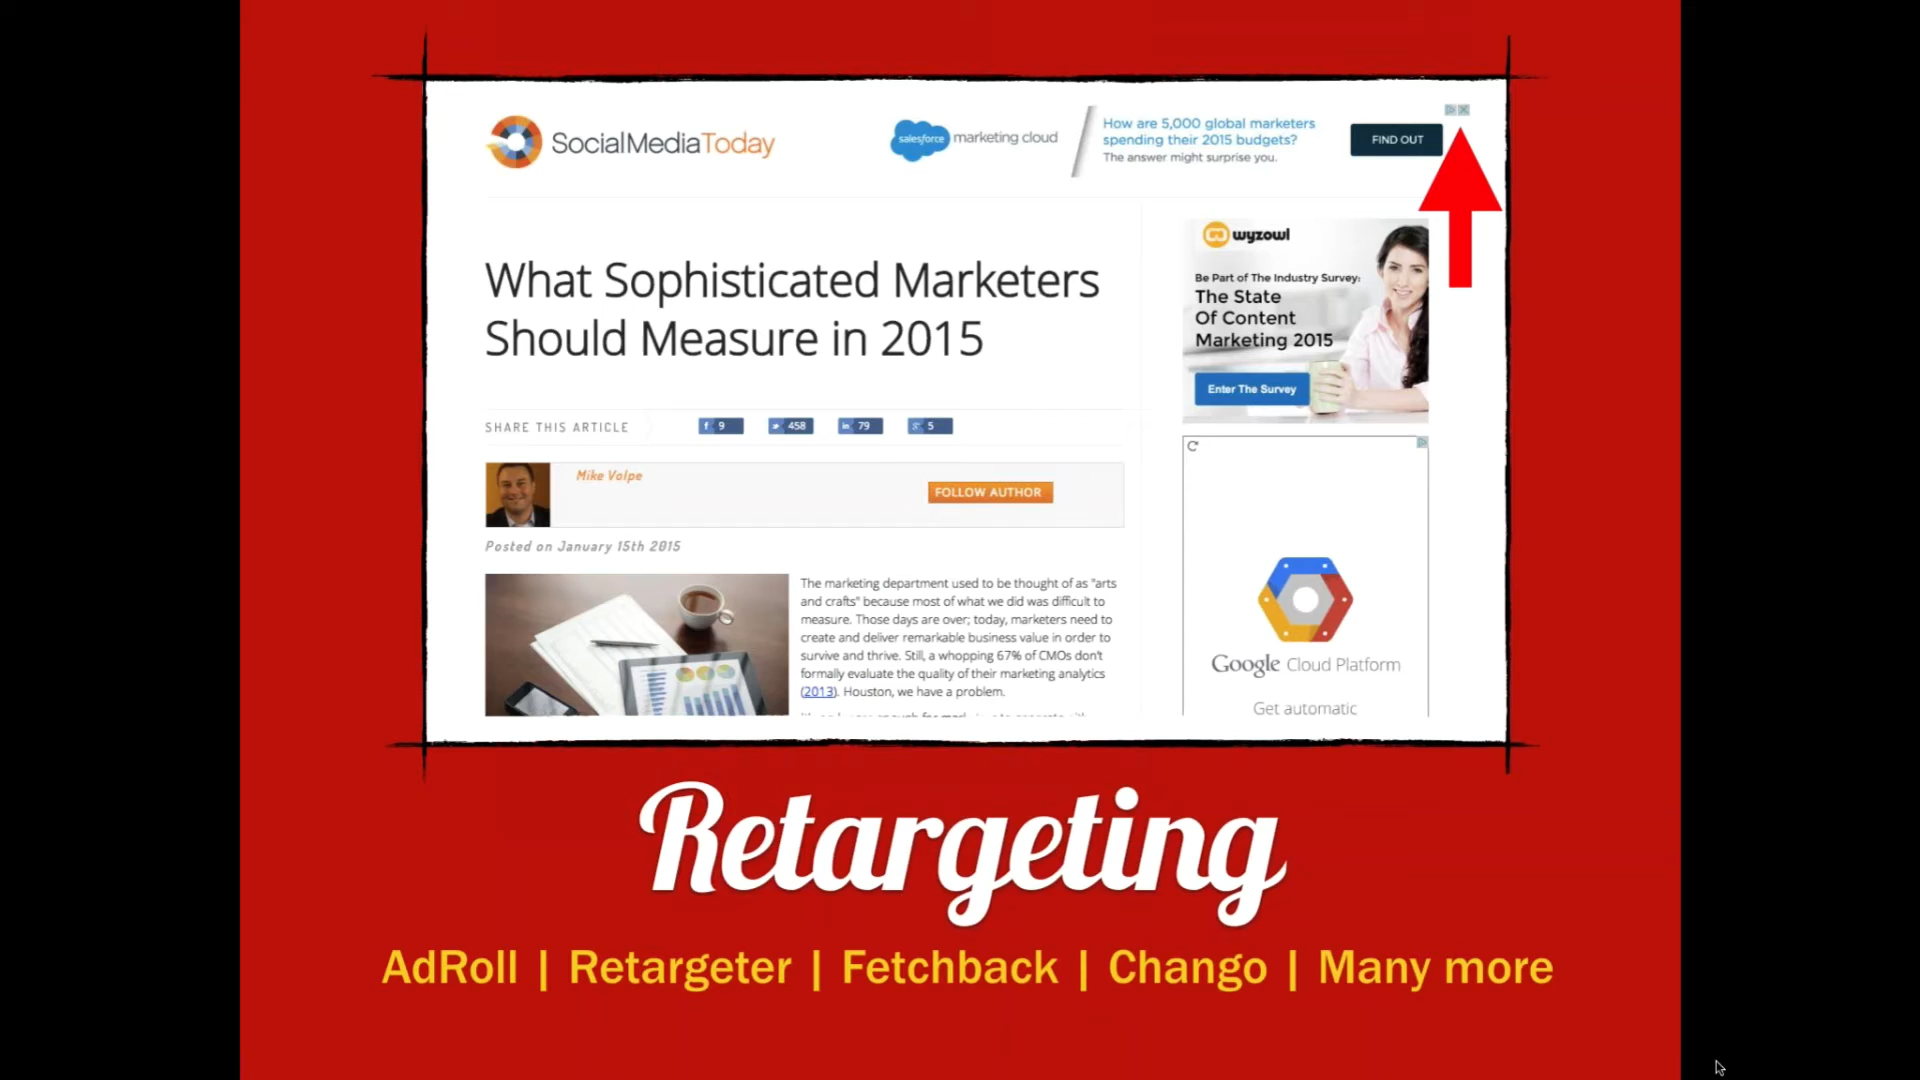 SocialMediaToday
salesforce marketing cloud
How are 5,000 global marketers
spending their 2015 budgets?
The answer might surprise you.
FIND OUT
What Sophisticated Marketers
Should Measure in 2015
SHARE THIS ARTICLE
9
458
79
5
Mike Volpe
FOLLOW AUTHOR
Posted on January 15th 2015
The marketing department used to be thought of as "arts
and crafts" because most of what we did was difficult to
measure. Those days are over; today, marketers need to
create and deliver remarkable business value in order to
survive and thrive. Still, a whopping 67% of CMOs don't
formally evaluate the quality of their marketing analytics
(2013). Houston, we have a problem.
wyzowl
Be Part of The Industry Survey:
The State
Of Content
Marketing 2015
Enter The Survey
Google Cloud Platform
Get automatic
Retargeting
AdRoll | Retargeter | Fetchback | Chango | Many more